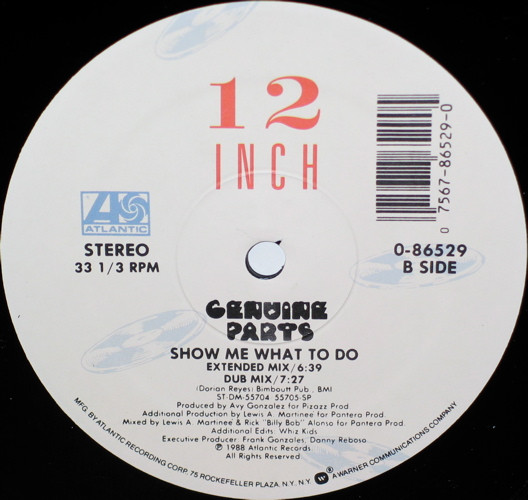 12
INCH
0 7567-86529-0
ATLANTIC
STEREO
33 1/3 RPM
0-86529
B SIDE
GENUINE
PARTS
SHOW ME WHAT TO DO
EXTENDED MIX/6:39
DUB MIX/7:27
(Dorian Reyes: Bimboutt Pub., BMI
ST-DM-55704 55705-SP
Produced by Avy Gonzalez for Pizazz Prod.
Additional Production by Lewis A. Martineé for Pantera Prod.
Mixed by Lewis A. Martineé & Rick "Billy Bob" Alonso for Pantera Prod.
Additional Edits: Whiz Kids
Executive Producer: Frank Gonzales, Danny Reboso
℗ 1988 Atlantic Records
All Rights Reserved.
MFG. BY ATLANTIC RECORDING CORP. 75 ROCKEFELLER PLAZA, N.Y. N.Y. ® A WARNER COMMUNICATIONS COMPANY.